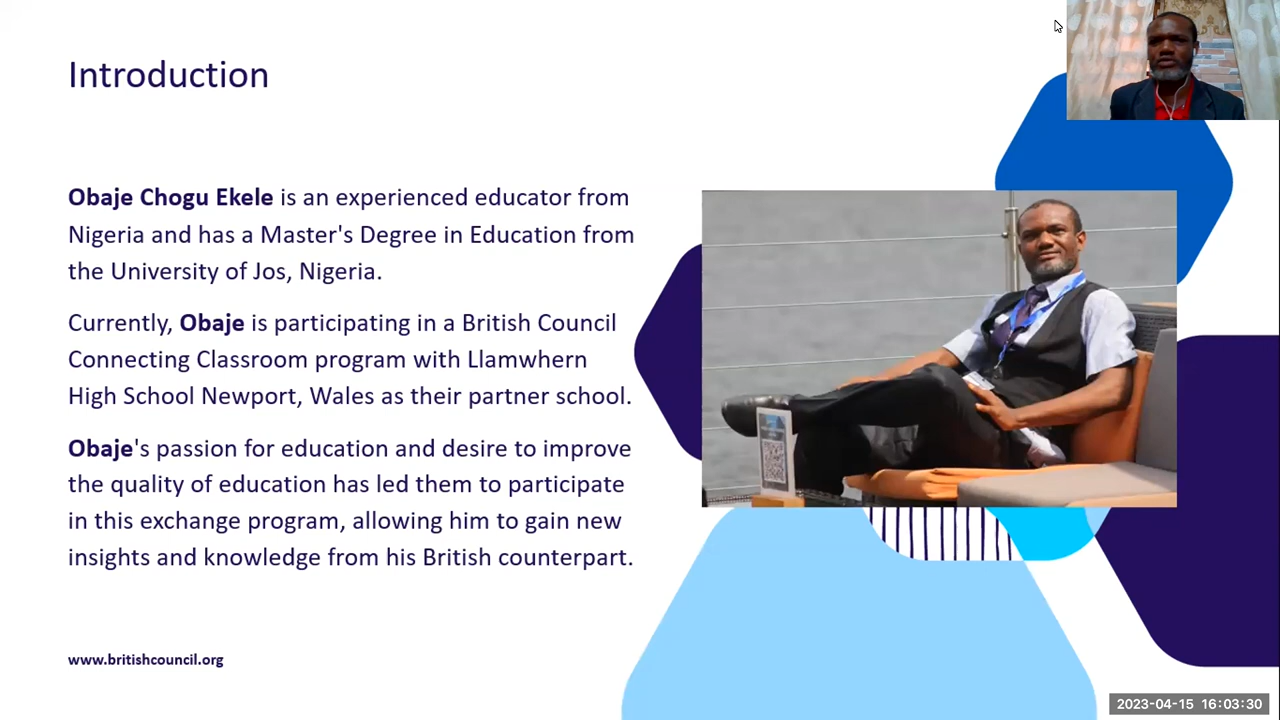 Introduction
Obaje Chogu Ekele is an experienced educator from
Nigeria and has a Master's Degree in Education from
the University of Jos, Nigeria.
Currently, Obaje is participating in a British Council
Connecting Classroom program with Llamwhern
High School Newport, Wales as their partner school.
Obaje's passion for education and desire to improve
the quality of education has led them to participate
in this exchange program, allowing him to gain new
insights and knowledge from his British counterpart.
www.britishcouncil.org
2023-04-15 16:03:30